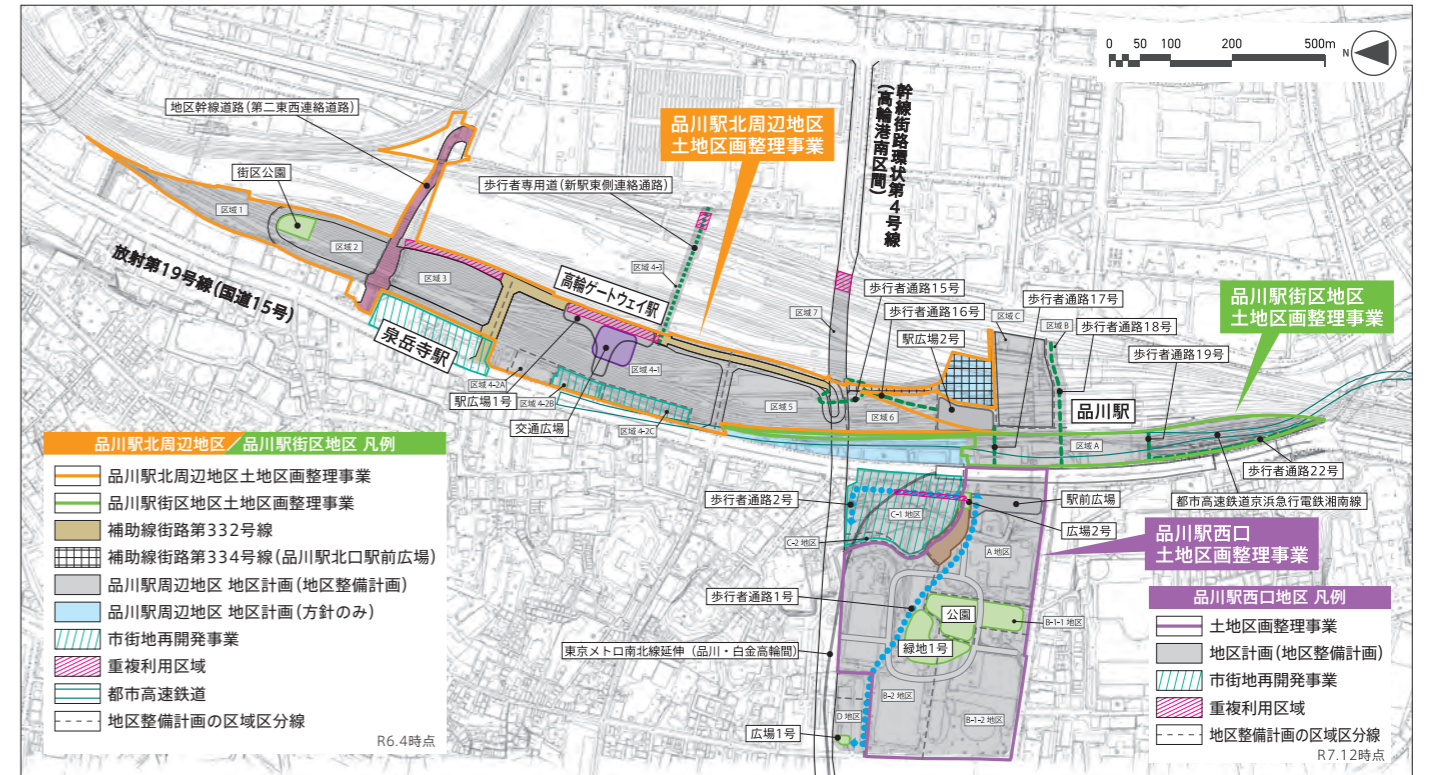 0 50 100 200 500m
N
地区幹線道路(第二東西連絡道路)
街区公園
区域1
区域2
区域3
放射第19号線(国道15号)
泉岳寺駅
歩行者専用道(新駅東側連絡通路)
品川駅北周辺地区
土地区画整理事業
幹線街路環状第4号線
(高輪港南区間)
高輪ゲートウェイ駅
区域4-3
区域4-1
区域4-2A
区域4-2B
区域4-2C
駅広場1号
交通広場
区域5
区域6
区域7
歩行者通路15号
歩行者通路16号
駅広場2号
区域C
区域B
歩行者通路17号
歩行者通路18号
歩行者通路19号
品川駅街区地区
土地区画整理事業
品川駅
区域A
歩行者通路22号
都市高速鉄道京浜急行電鉄湘南線
駅前広場
広場2号
品川駅西口
土地区画整理事業
歩行者通路2号
C-1地区
C-2地区
A地区
歩行者通路1号
公園
緑地1号
B-1-1地区
東京メトロ南北線延伸(品川・白金高輪間)
B-2地区
B-1-2地区
D地区
広場1号
品川駅北周辺地区/品川駅街区地区 凡例
品川駅北周辺地区土地区画整理事業
品川駅街区地区土地区画整理事業
補助線街路第332号線
補助線街路第334号線(品川駅北口駅前広場)
品川駅周辺地区 地区計画(地区整備計画)
品川駅周辺地区 地区計画(方針のみ)
市街地再開発事業
重複利用区域
都市高速鉄道
地区整備計画の区域区分線
R6.4時点
品川駅西口地区 凡例
土地区画整理事業
地区計画(地区整備計画)
市街地再開発事業
重複利用区域
地区整備計画の区域区分線
R7.12時点